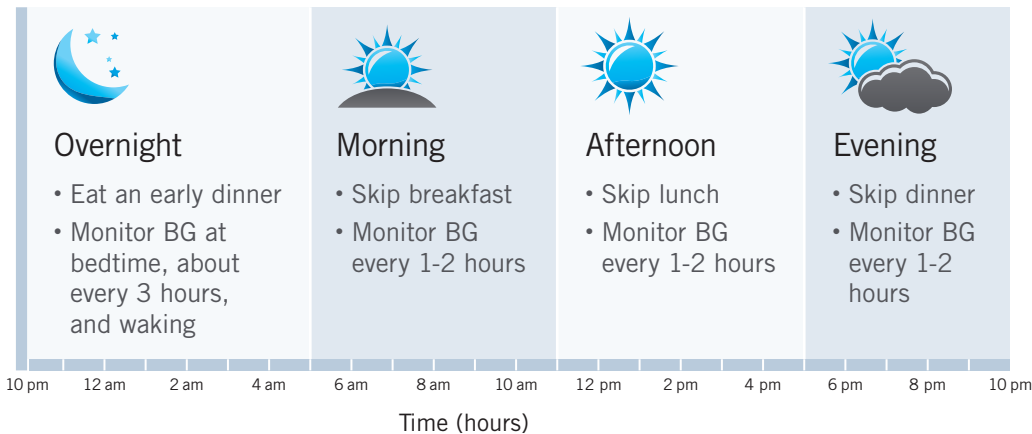 Overnight
• Eat an early dinner
• Monitor BG at
bedtime, about
every 3 hours,
and waking
Morning
• Skip breakfast
• Monitor BG
every 1-2 hours
Afternoon
• Skip lunch
• Monitor BG
every 1-2 hours
Evening
• Skip dinner
• Monitor BG
every 1-2
hours
10 pm 12 am 2 am 4 am 6 am 8 am 10 am 12 pm 2 pm 4 pm 6 pm 8 pm 10 pm
Time (hours)